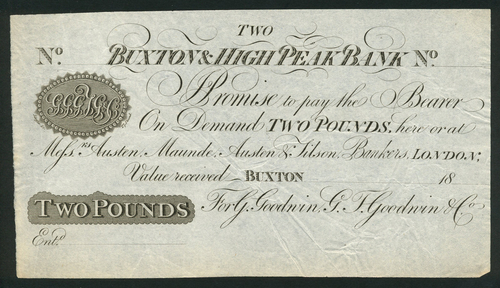 TWO
No. BUXTON & HIGH PEAK BANK No.
I Promise to pay the Bearer
On Demand TWO POUNDS, here or at
Messrs Austen, Maunde, Austen & Tilson, Bankers, LONDON;
Value received BUXTON 18
TWO POUNDS For G. Goodwin, G. T. Goodwin & Co
Entd